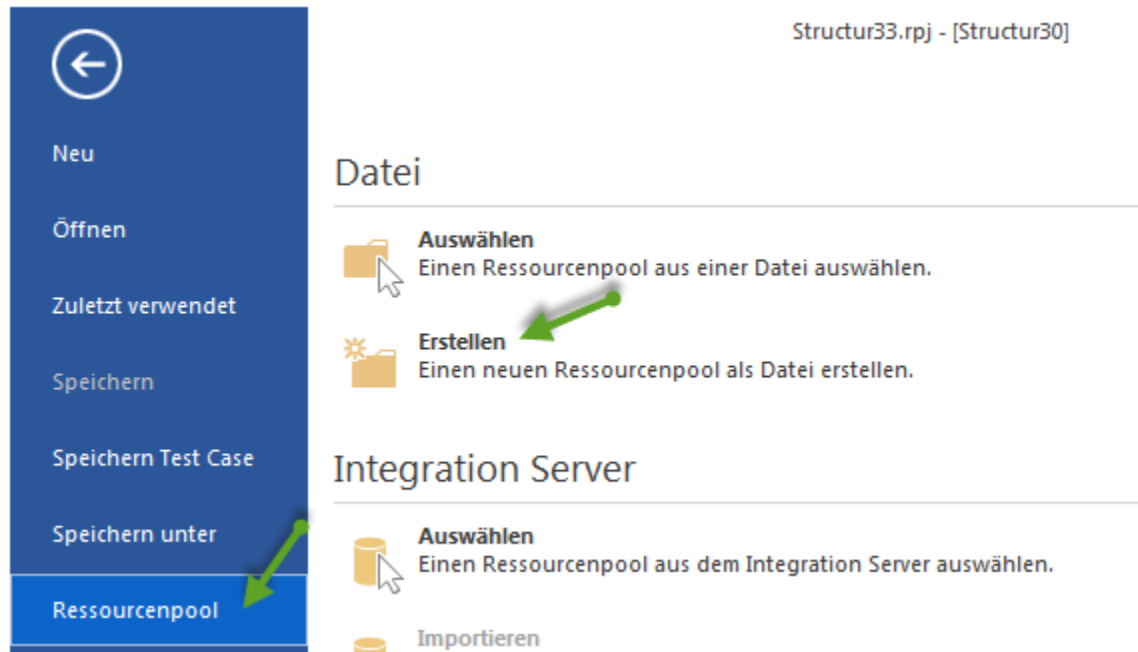 Structur33.rpj - [Structur30]
Neu
Öffnen
Zuletzt verwendet
Speichern
Speichern Test Case
Speichern unter
Ressourcenpool
Datei
Auswählen
Einen Ressourcenpool aus einer Datei auswählen.
Erstellen
Einen neuen Ressourcenpool als Datei erstellen.
Integration Server
Auswählen
Einen Ressourcenpool aus dem Integration Server auswählen.
Importieren